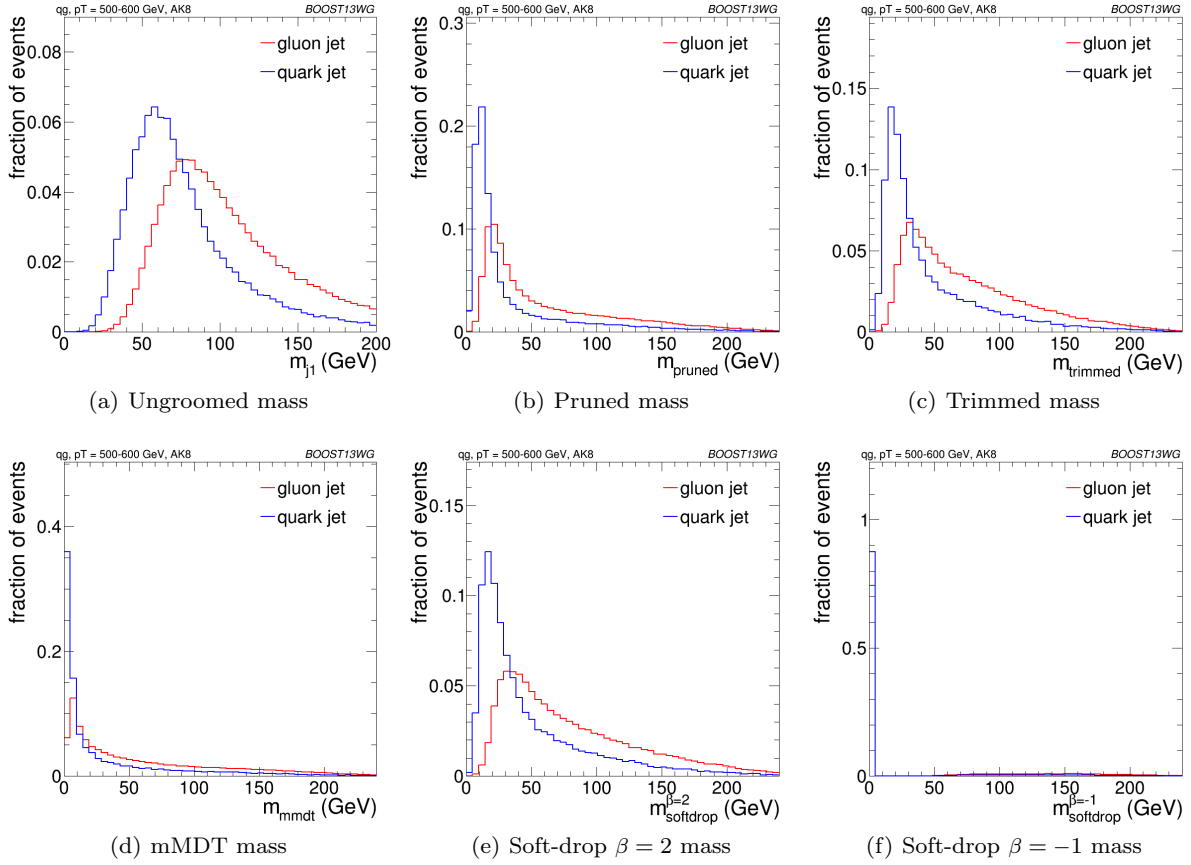 qg, pT = 500-600 GeV, AK8 BOOST13WG
fraction of events
0.08
0.06
0.04
0.02
0
gluon jet
quark jet
0 50 100 150 200
m_j1 (GeV)
(a) Ungroomed mass
qg, pT = 500-600 GeV, AK8 BOOST13WG
fraction of events
0.3
0.2
0.1
0
gluon jet
quark jet
0 50 100 150 200
m_pruned (GeV)
(b) Pruned mass
qg, pT = 500-600 GeV, AK8 BOOST13WG
fraction of events
0.15
0.1
0.05
0
gluon jet
quark jet
0 50 100 150 200
m_trimmed (GeV)
(c) Trimmed mass
qg, pT = 500-600 GeV, AK8 BOOST13WG
fraction of events
0.4
0.2
0
gluon jet
quark jet
0 50 100 150 200
m_mmdt (GeV)
(d) mMDT mass
qg, pT = 500-600 GeV, AK8 BOOST13WG
fraction of events
0.15
0.1
0.05
0
gluon jet
quark jet
0 50 100 150 200
m_softdrop^β=2 (GeV)
(e) Soft-drop β = 2 mass
qg, pT = 500-600 GeV, AK8 BOOST13WG
fraction of events
1
0.5
0
gluon jet
quark jet
0 50 100 150 200
m_softdrop^β=-1 (GeV)
(f) Soft-drop β = −1 mass